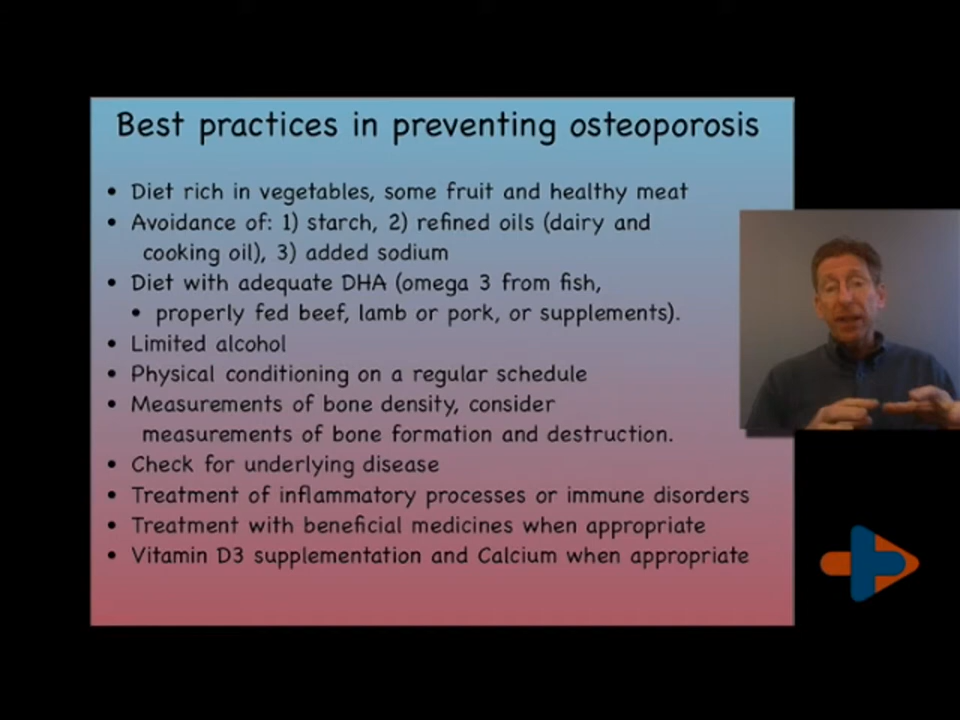 Best practices in preventing osteoporosis
• Diet rich in vegetables, some fruit and healthy meat
• Avoidance of: 1) starch, 2) refined oils (dairy and
cooking oil), 3) added sodium
• Diet with adequate DHA (omega 3 from fish,
• properly fed beef, lamb or pork, or supplements).
• Limited alcohol
• Physical conditioning on a regular schedule
• Measurements of bone density, consider
measurements of bone formation and destruction.
• Check for underlying disease
• Treatment of inflammatory processes or immune disorders
• Treatment with beneficial medicines when appropriate
• Vitamin D3 supplementation and Calcium when appropriate